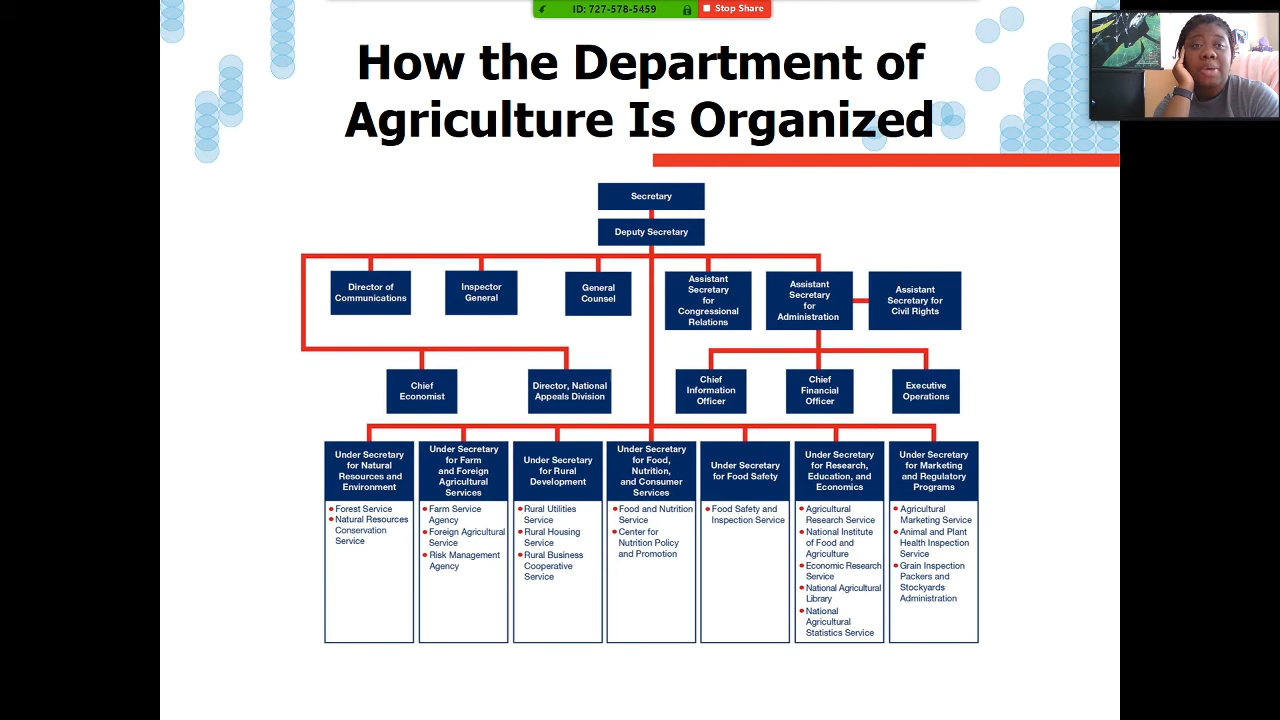 ID: 727-578-5459
Stop Share
How the Department of
Agriculture Is Organized
Secretary
Deputy Secretary
Director of
Communications
Inspector
General
General
Counsel
Assistant
Secretary
for
Congressional
Relations
Assistant
Secretary
for
Administration
Assistant
Secretary for
Civil Rights
Chief
Economist
Director, National
Appeals Division
Chief
Information
Officer
Chief
Financial
Officer
Executive
Operations
Under Secretary
for Natural
Resources and
Environment
• Forest Service
• Natural Resources
Conservation
Service
Under Secretary
for Farm
and Foreign
Agricultural
Services
• Farm Service
Agency
• Foreign Agricultural
Service
• Risk Management
Agency
Under Secretary
for Rural
Development
• Rural Utilities
Service
• Rural Housing
Service
• Rural Business
Cooperative
Service
Under Secretary
for Food,
Nutrition,
and Consumer
Services
• Food and Nutrition
Service
• Center for
Nutrition Policy
and Promotion
Under Secretary
for Food Safety
• Food Safety and
Inspection Service
Under Secretary
for Research,
Education, and
Economics
• Agricultural
Research Service
• National Institute
of Food and
Agriculture
• Economic Research
Service
• National Agricultural
Library
• National
Agricultural
Statistics Service
Under Secretary
for Marketing
and Regulatory
Programs
• Agricultural
Marketing Service
• Animal and Plant
Health Inspection
Service
• Grain Inspection
Packers and
Stockyards
Administration